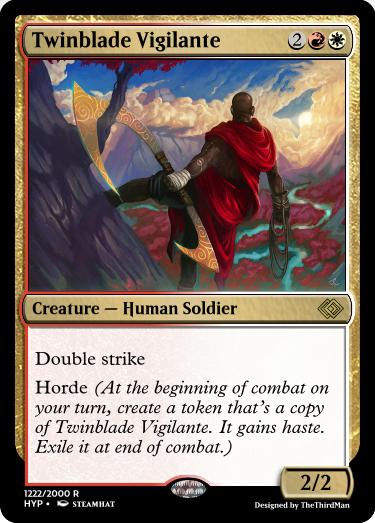 Twinblade Vigilante 2
Creature — Human Soldier
Double strike
Horde (At the beginning of combat on
your turn, create a token that's a copy
of Twinblade Vigilante. It gains haste.
Exile it at end of combat.)
2/2
1222/2000 R
HYP • STEAMHAT
Designed by TheThirdMan